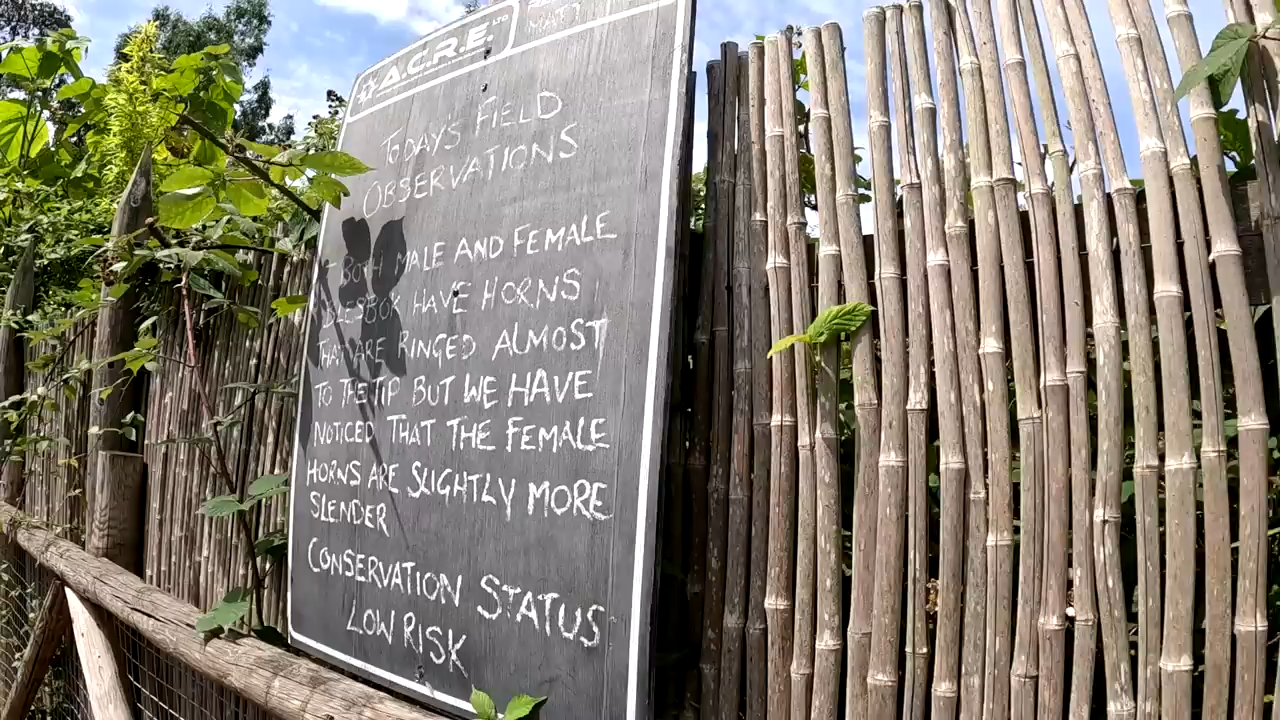 A.C.R.E. LTD
MATT
TODAY'S FIELD
OBSERVATIONS
- BOTH MALE AND FEMALE
BLESBOK HAVE HORNS
THAT ARE RINGED ALMOST
TO THE TIP BUT WE HAVE
NOTICED THAT THE FEMALE
HORNS ARE SLIGHTLY MORE
SLENDER
CONSERVATION STATUS
LOW RISK